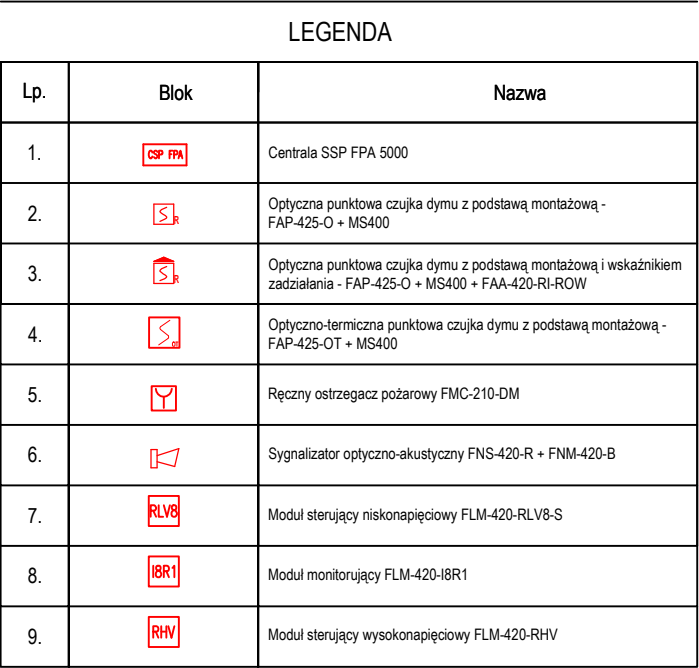 LEGENDA
Lp. Blok Nazwa
1. CSP FPA Centrala SSP FPA 5000
2. S R Optyczna punktowa czujka dymu z podstawą montażową -
FAP-425-O + MS400
3. S R Optyczna punktowa czujka dymu z podstawą montażową i wskaźnikiem
zadziałania - FAP-425-O + MS400 + FAA-420-RI-ROW
4. S OT Optyczno-termiczna punktowa czujka dymu z podstawą montażową -
FAP-425-OT + MS400
5. Ręczny ostrzegacz pożarowy FMC-210-DM
6. Sygnalizator optyczno-akustyczny FNS-420-R + FNM-420-B
7. RLV8 Moduł sterujący niskonapięciowy FLM-420-RLV8-S
8. I8R1 Moduł monitorujący FLM-420-I8R1
9. RHV Moduł sterujący wysokonapięciowy FLM-420-RHV